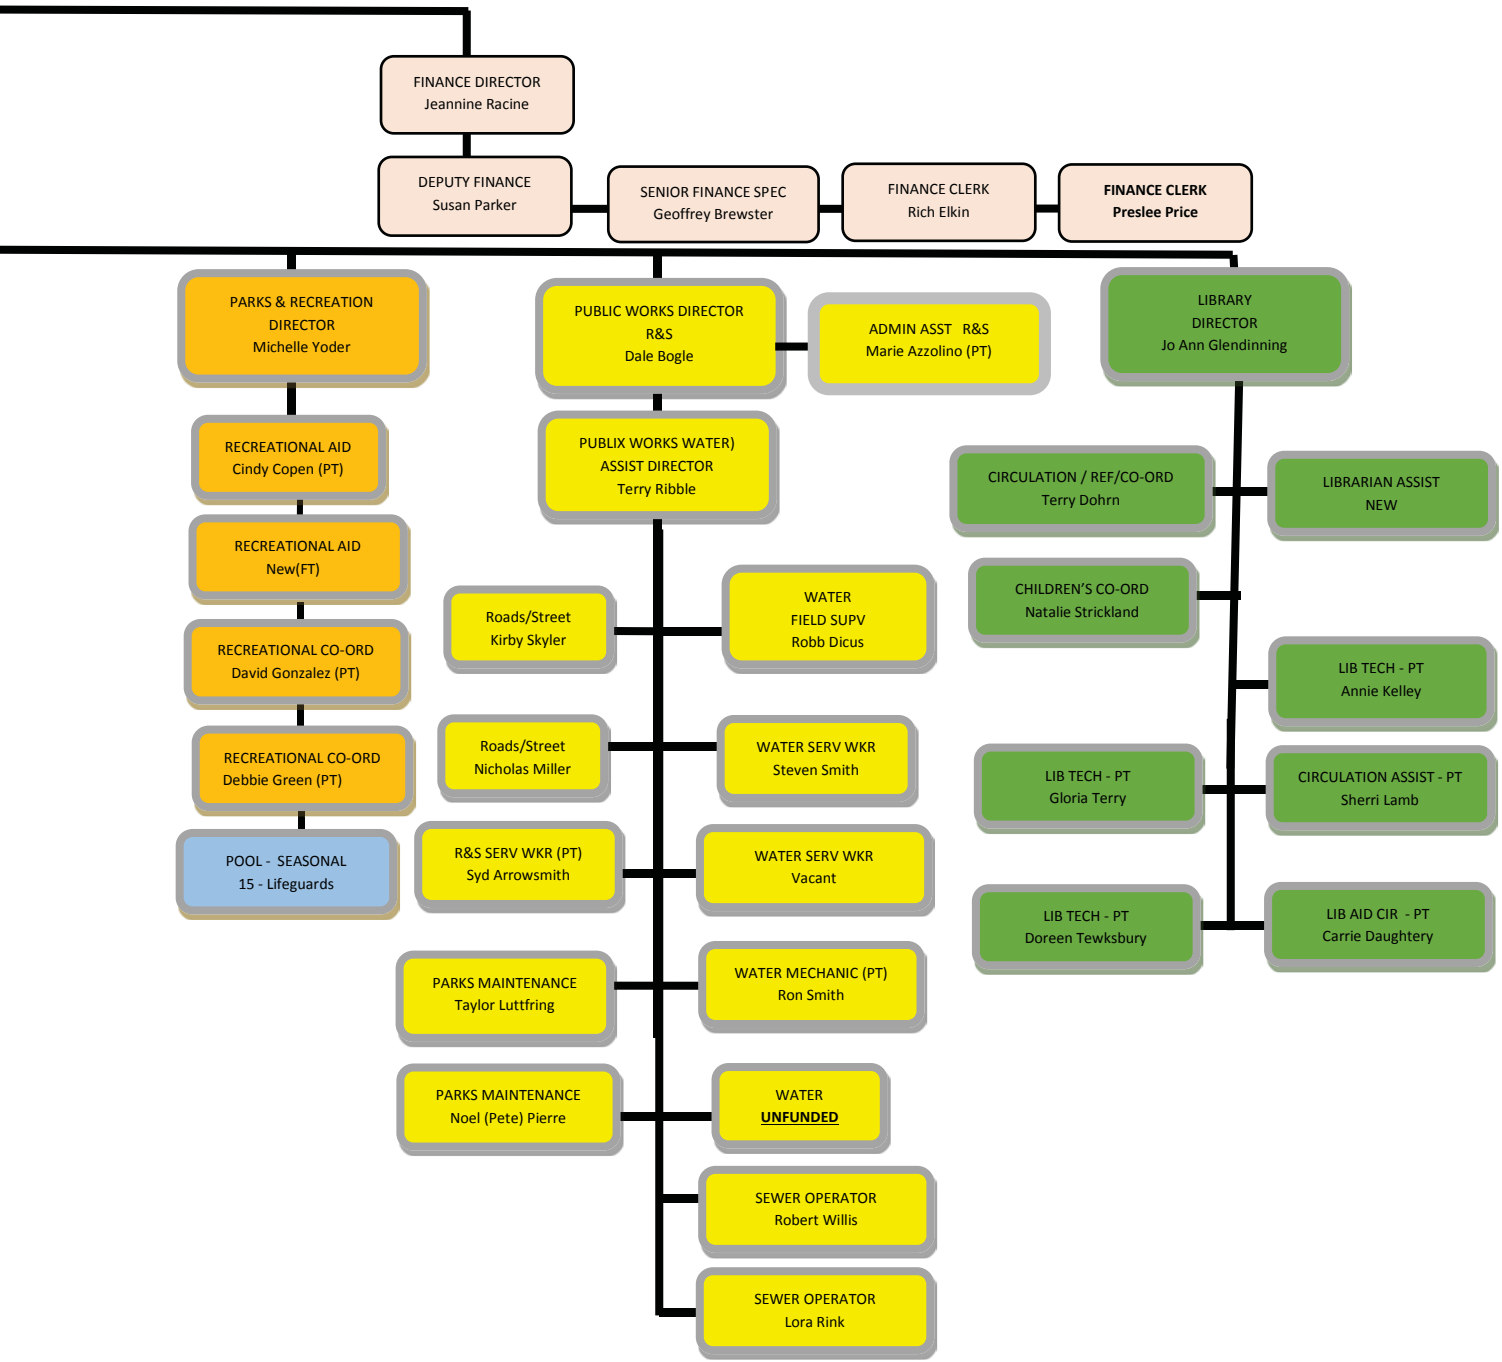 FINANCE DIRECTOR
Jeannine Racine
DEPUTY FINANCE
Susan Parker
SENIOR FINANCE SPEC
Geoffrey Brewster
FINANCE CLERK
Rich Elkin
FINANCE CLERK
Preslee Price
PARKS & RECREATION
DIRECTOR
Michelle Yoder
RECREATIONAL AID
Cindy Copen (PT)
RECREATIONAL AID
New(FT)
RECREATIONAL CO-ORD
David Gonzalez (PT)
RECREATIONAL CO-ORD
Debbie Green (PT)
POOL - SEASONAL
15 - Lifeguards
PUBLIC WORKS DIRECTOR
R&S
Dale Bogle
ADMIN ASST R&S
Marie Azzolino (PT)
PUBLIX WORKS WATER)
ASSIST DIRECTOR
Terry Ribble
Roads/Street
Kirby Skyler
WATER
FIELD SUPV
Robb Dicus
Roads/Street
Nicholas Miller
WATER SERV WKR
Steven Smith
R&S SERV WKR (PT)
Syd Arrowsmith
WATER SERV WKR
Vacant
PARKS MAINTENANCE
Taylor Luttfring
WATER MECHANIC (PT)
Ron Smith
PARKS MAINTENANCE
Noel (Pete) Pierre
WATER
UNFUNDED
SEWER OPERATOR
Robert Willis
SEWER OPERATOR
Lora Rink
LIBRARY
DIRECTOR
Jo Ann Glendinning
CIRCULATION / REF/CO-ORD
Terry Dohrn
LIBRARIAN ASSIST
NEW
CHILDREN'S CO-ORD
Natalie Strickland
LIB TECH - PT
Annie Kelley
LIB TECH - PT
Gloria Terry
CIRCULATION ASSIST - PT
Sherri Lamb
LIB TECH - PT
Doreen Tewksbury
LIB AID CIR - PT
Carrie Daughtery